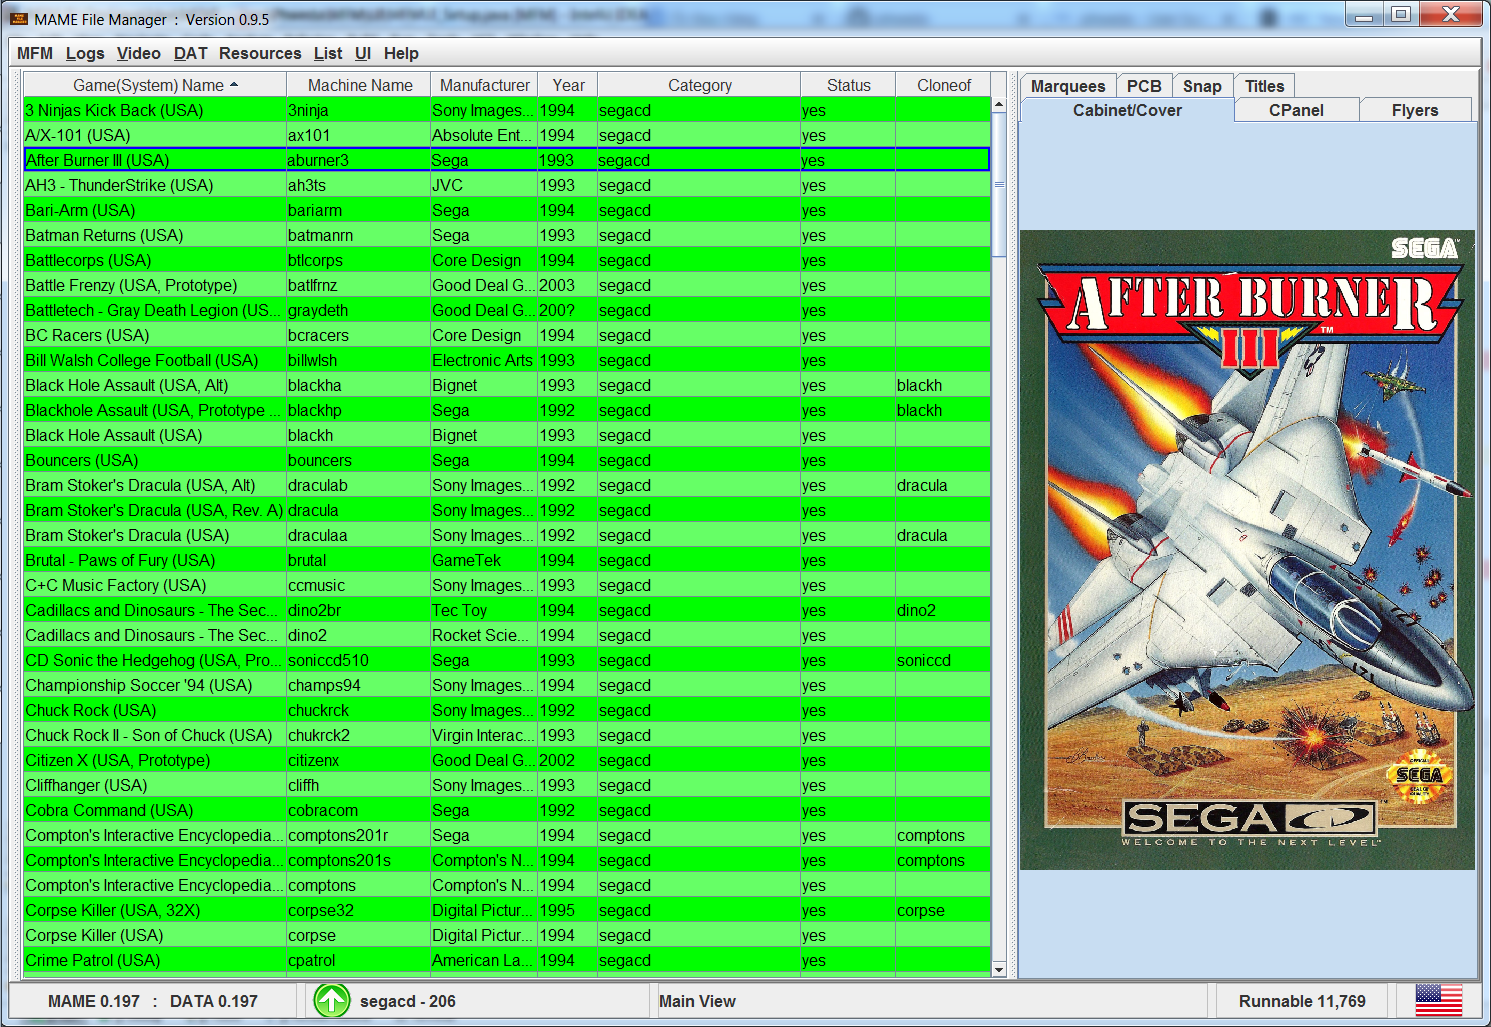 MAME File Manager : Version 0.9.5
MFM Logs Video DAT Resources List UI Help
Game(System) Name Machine Name Manufacturer Year Category Status Cloneof
3 Ninjas Kick Back (USA) 3ninja Sony Images... 1994 segacd yes
A/X-101 (USA) ax101 Absolute Ent... 1994 segacd yes
After Burner III (USA) aburner3 Sega 1993 segacd yes
AH3 - ThunderStrike (USA) ah3ts JVC 1993 segacd yes
Bari-Arm (USA) bariarm Sega 1994 segacd yes
Batman Returns (USA) batmanrn Sega 1993 segacd yes
Battlecorps (USA) btlcorps Core Design 1994 segacd yes
Battle Frenzy (USA, Prototype) batlfrnz Good Deal G... 2003 segacd yes
Battletech - Gray Death Legion (US... graydeth Good Deal G... 200? segacd yes
BC Racers (USA) bcracers Core Design 1994 segacd yes
Bill Walsh College Football (USA) billwlsh Electronic Arts 1993 segacd yes
Black Hole Assault (USA, Alt) blackha Bignet 1993 segacd yes blackh
Blackhole Assault (USA, Prototype ... blackhp Sega 1992 segacd yes blackh
Black Hole Assault (USA) blackh Bignet 1993 segacd yes
Bouncers (USA) bouncers Sega 1994 segacd yes
Bram Stoker's Dracula (USA, Alt) draculab Sony Images... 1992 segacd yes dracula
Bram Stoker's Dracula (USA, Rev. A) dracula Sony Images... 1992 segacd yes
Bram Stoker's Dracula (USA) draculaa Sony Images... 1992 segacd yes dracula
Brutal - Paws of Fury (USA) brutal GameTek 1994 segacd yes
C+C Music Factory (USA) ccmusic Sony Images... 1993 segacd yes
Cadillacs and Dinosaurs - The Sec... dino2br Tec Toy 1994 segacd yes dino2
Cadillacs and Dinosaurs - The Sec... dino2 Rocket Scie... 1994 segacd yes
CD Sonic the Hedgehog (USA, Pro... soniccd510 Sega 1993 segacd yes soniccd
Championship Soccer '94 (USA) champs94 Sony Images... 1994 segacd yes
Chuck Rock (USA) chuckrck Sony Images... 1992 segacd yes
Chuck Rock II - Son of Chuck (USA) chukrck2 Virgin Interac... 1993 segacd yes
Citizen X (USA, Prototype) citizenx Good Deal G... 2002 segacd yes
Cliffhanger (USA) cliffh Sony Images... 1993 segacd yes
Cobra Command (USA) cobracom Sega 1992 segacd yes
Compton's Interactive Encyclopedia... comptons201r Sega 1994 segacd yes comptons
Compton's Interactive Encyclopedia... comptons201s Compton's N... 1994 segacd yes comptons
Compton's Interactive Encyclopedia... comptons Compton's N... 1994 segacd yes
Corpse Killer (USA, 32X) corpse32 Digital Pictur... 1995 segacd yes corpse
Corpse Killer (USA) corpse Digital Pictur... 1994 segacd yes
Crime Patrol (USA) cpatrol American La... 1994 segacd yes
Marquees PCB Snap Titles
Cabinet/Cover CPanel Flyers
SEGA™
AFTER BURNER
III ™
121
OFFICIAL
SEGA
SEAL OF
QUALITY
SEGA CD ™
WELCOME TO THE NEXT LEVEL™
MAME 0.197 : DATA 0.197 segacd - 206 Main View Runnable 11,769